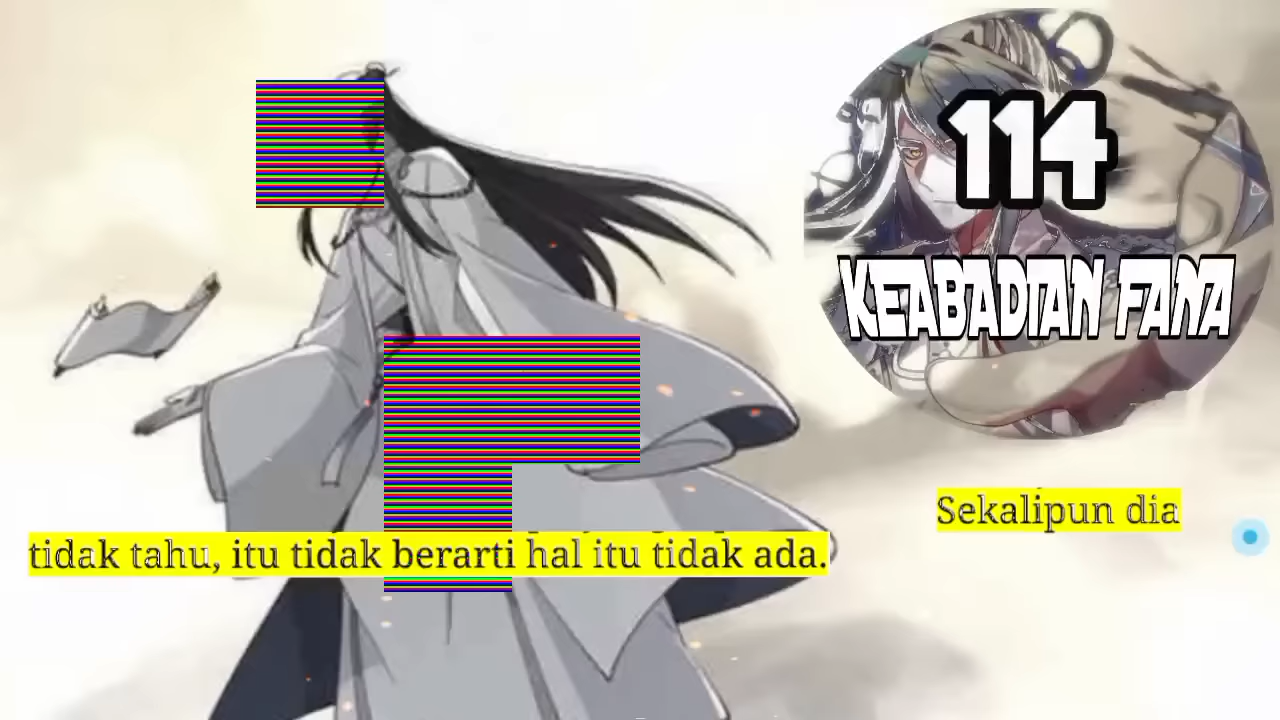 114
KEABADIAN FANA
Sekalipun dia
tidak tahu, itu tidak berarti hal itu tidak ada.